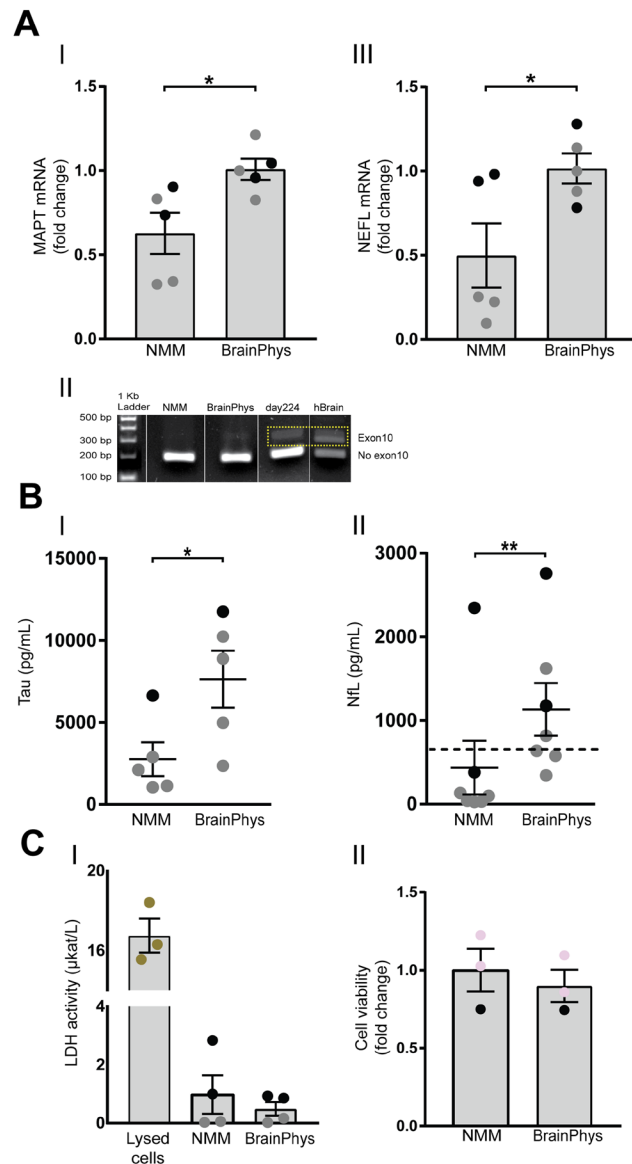 A
I
III
1.5
1.0
0.5
0.0
MAPT mRNA
(fold change)
*
NMM
BrainPhys
1.5
1.0
0.5
0.0
NEFL mRNA
(fold change)
*
NMM
BrainPhys
II
1 Kb
Ladder
NMM
BrainPhys
day224
hBrain
500 bp
300 bp
200 bp
100 bp
Exon10
No exon10
B
I
II
15000
10000
5000
0
Tau (pg/mL)
*
NMM
BrainPhys
3000
2000
1000
0
NfL (pg/mL)
**
NMM
BrainPhys
C
I
II
20
16
4
2
0
LDH activity (µkat/L)
Lysed
cells
NMM
BrainPhys
1.5
1.0
0.5
0.0
Cell viability
(fold change)
NMM
BrainPhys